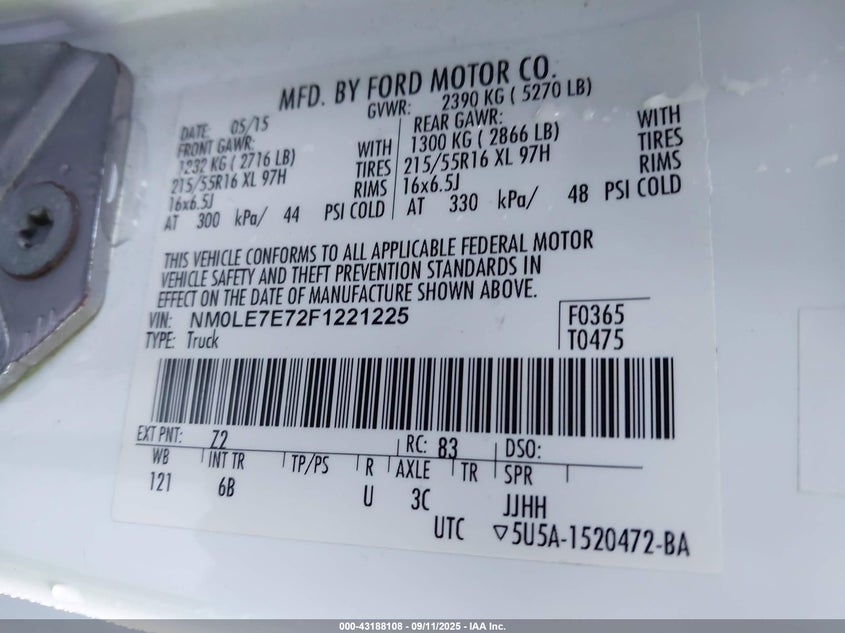 MFD. BY FORD MOTOR CO.
DATE: 05/15 GVWR: 2390 KG ( 5270 LB)
FRONT GAWR: REAR GAWR:
1232 KG ( 2716 LB) WITH 1300 KG ( 2866 LB) WITH
215/55R16 XL 97H TIRES 215/55R16 XL 97H TIRES
16x6.5J RIMS 16x6.5J RIMS
AT 300 kPa/ 44 PSI COLD AT 330 kPa/ 48 PSI COLD
THIS VEHICLE CONFORMS TO ALL APPLICABLE FEDERAL MOTOR
VEHICLE SAFETY AND THEFT PREVENTION STANDARDS IN
EFFECT ON THE DATE OF MANUFACTURE SHOWN ABOVE.
VIN: NM0LE7E72F1221225 F0365
TYPE: Truck T0475
EXT PNT: Z2 RC: 83 DSO:
WB INT TR TP/PS R AXLE TR SPR
121 6B U 3C JJHH
UTC ▽5U5A-1520472-BA
000-43188108 - 09/11/2025 - IAA Inc.